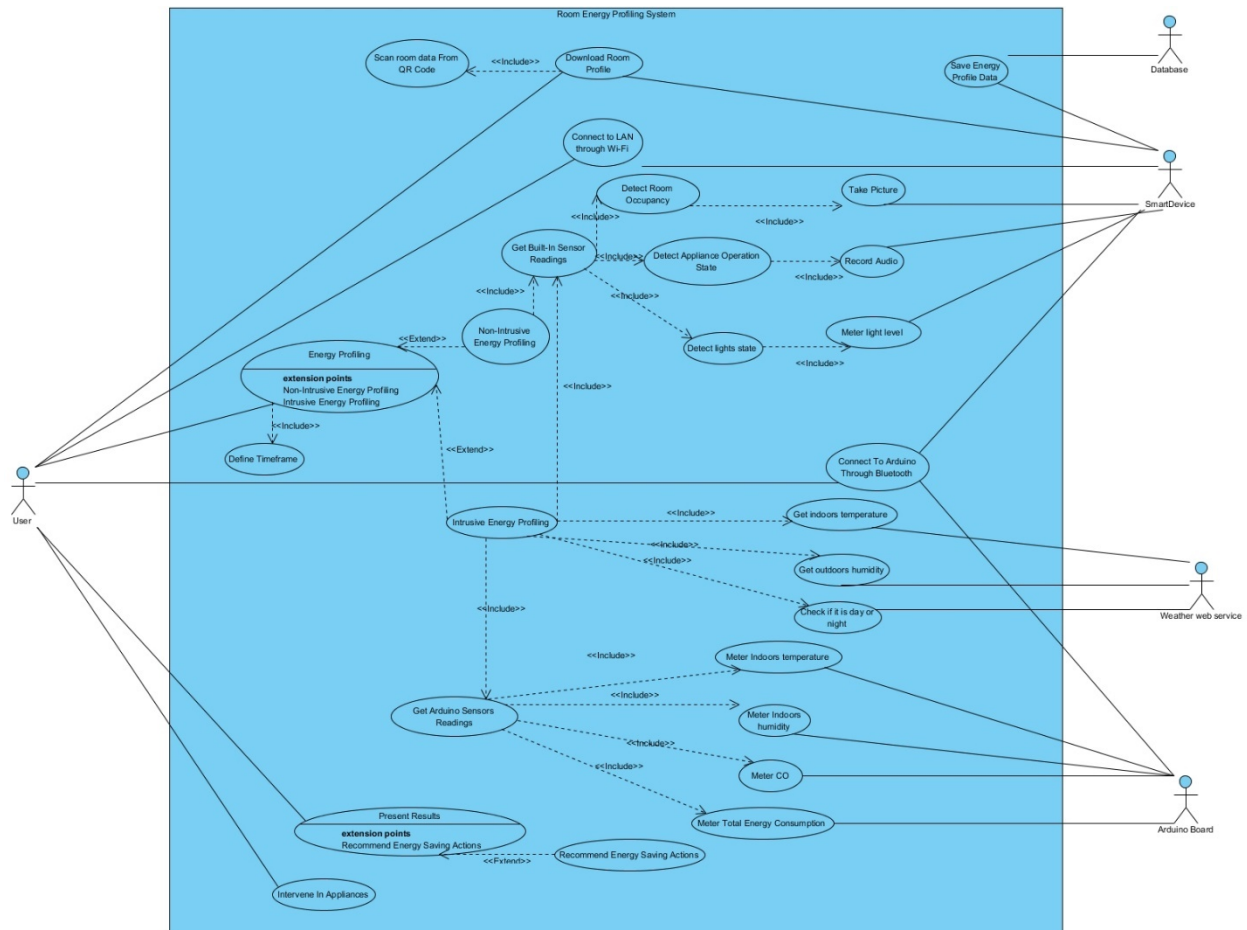 Room Energy Profiling System
Scan room data From
QR Code
<<Include>>
Download Room
Profile
Save Energy
Profile Data
Database
Connect to LAN
through Wi-Fi
SmartDevice
Detect Room
Occupancy
<<Include>>
Take Picture
<<Include>>
Get Built-In Sensor
Readings
<<Include>>
Detect Appliance Operation
State
<<Include>>
Record Audio
<<Include>>
<<Include>>
Non-Intrusive
Energy Profiling
<<Extend>>
Detect lights state
<<Include>>
Meter light level
Energy Profiling
extension points
Non-Intrusive Energy Profiling
Intrusive Energy Profiling
<<Include>>
<<Include>>
Define Timeframe
<<Extend>>
Connect To Arduino
Through Bluetooth
User
Intrusive Energy Profiling
<<Include>>
Get indoors temperature
<<Include>>
Get outdoors humidity
<<Include>>
Check if it is day or
night
Weather web service
<<Include>>
<<Include>>
Meter Indoors temperature
Get Arduino Sensors
Readings
<<Include>>
Meter Indoors
humidity
<<Include>>
Meter CO
<<Include>>
Meter Total Energy Consumption
Arduino Board
Present Results
extension points
Recommend Energy Saving Actions
<<Extend>>
Recommend Energy Saving Actions
Intervene In Appliances